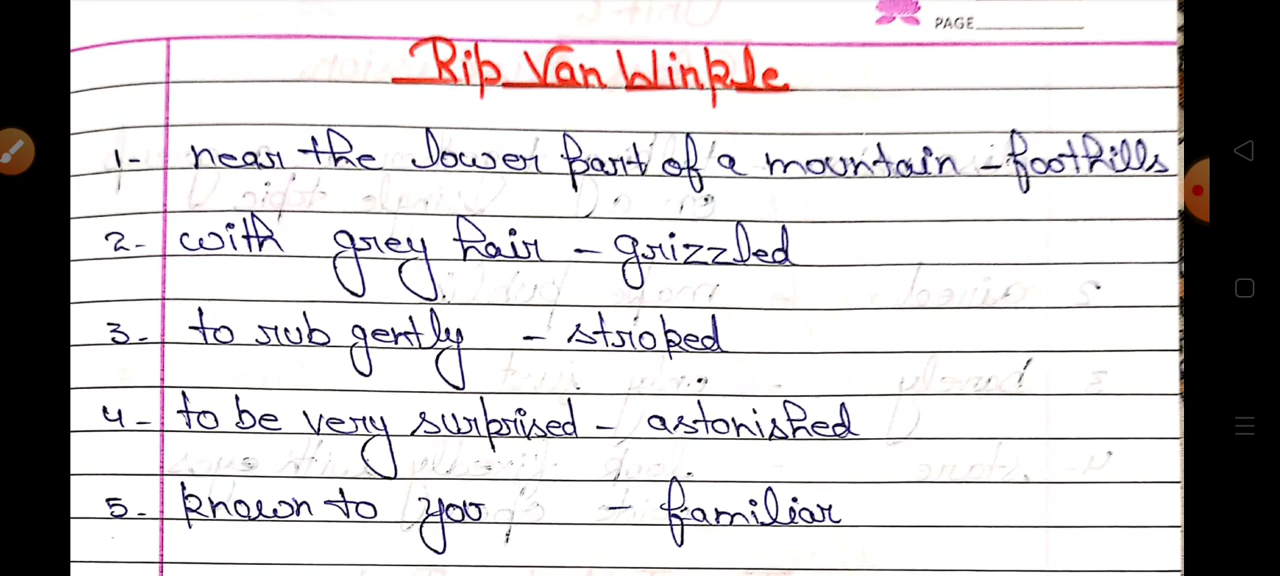 PAGE
Rip Van Winkle
1- near the lower part of a mountain - foothills
2- with grey hair - grizzled
3- to rub gently - stroked
4- to be very surprised - astonished
5- known to you - familiar